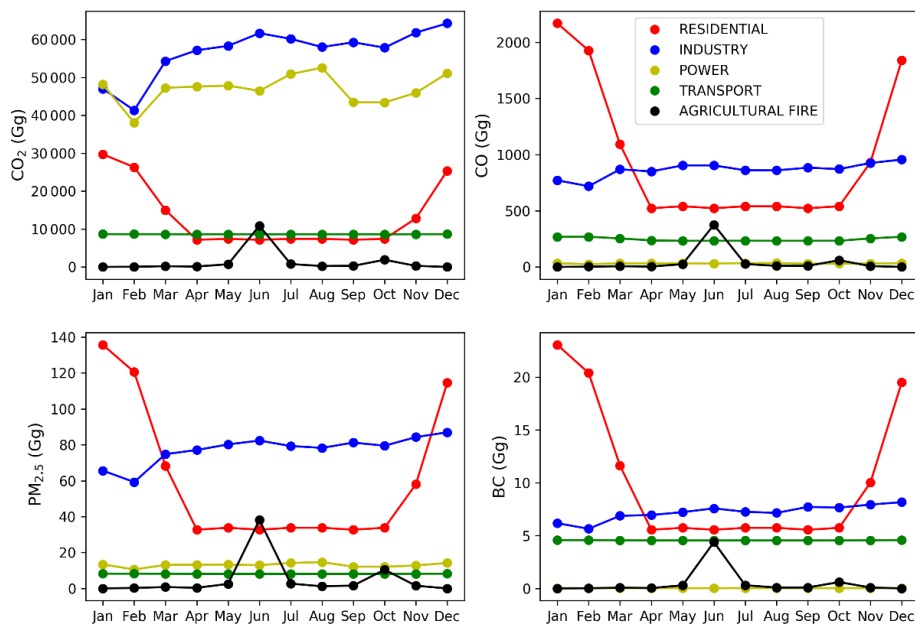 CO₂ (Gg)
60 000
50 000
40 000
30 000
20 000
10 000
0
Jan Feb Mar Apr May Jun Jul Aug Sep Oct Nov Dec
CO (Gg)
2000
1500
1000
500
0
RESIDENTIAL
INDUSTRY
POWER
TRANSPORT
AGRICULTURAL FIRE
Jan Feb Mar Apr May Jun Jul Aug Sep Oct Nov Dec
PM₂.₅ (Gg)
140
120
100
80
60
40
20
0
Jan Feb Mar Apr May Jun Jul Aug Sep Oct Nov Dec
BC (Gg)
20
15
10
5
0
Jan Feb Mar Apr May Jun Jul Aug Sep Oct Nov Dec